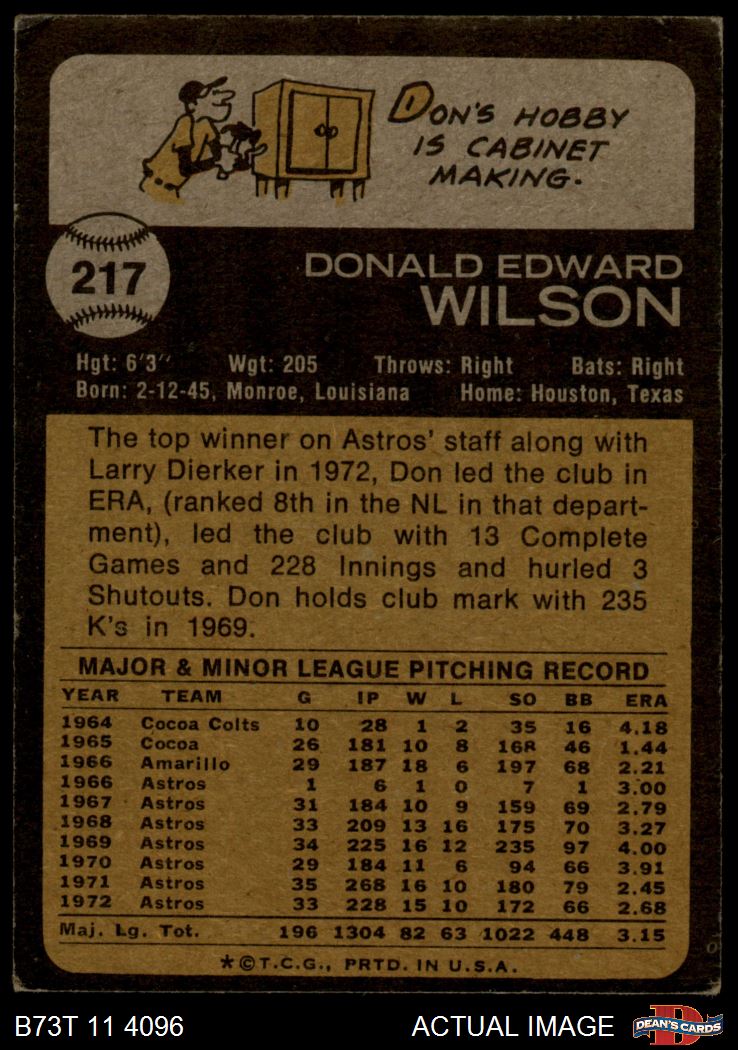 DON'S HOBBY
IS CABINET
MAKING.
217
DONALD EDWARD
WILSON
Hgt: 6'3" Wgt: 205 Throws: Right Bats: Right
Born: 2-12-45, Monroe, Louisiana Home: Houston, Texas
The top winner on Astros' staff along with
Larry Dierker in 1972, Don led the club in
ERA, (ranked 8th in the NL in that depart-
ment), led the club with 13 Complete
Games and 228 Innings and hurled 3
Shutouts. Don holds club mark with 235
K's in 1969.
MAJOR & MINOR LEAGUE PITCHING RECORD
YEAR TEAM G IP W L SO BB ERA
1964 Cocoa Colts 10 28 1 2 35 16 4.18
1965 Cocoa 26 181 10 8 168 46 1.44
1966 Amarillo 29 187 18 6 197 68 2.21
1966 Astros 1 6 1 0 7 1 3.00
1967 Astros 31 184 10 9 159 69 2.79
1968 Astros 33 209 13 16 175 70 3.27
1969 Astros 34 225 16 12 235 97 4.00
1970 Astros 29 184 11 6 94 66 3.91
1971 Astros 35 268 16 10 180 79 2.45
1972 Astros 33 228 15 10 172 66 2.68
Maj. Lg. Tot. 196 1304 82 63 1022 448 3.15
*©T.C.G., PRTD. IN U.S.A.
B73T 11 4096 ACTUAL IMAGE DEAN'S CARDS